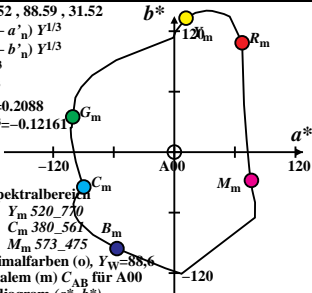 52 , 88.59 , 31.52
b*
– a'n) Y1/3
– b'n) Y1/3
120
Ym
Rm
=0.2088
=−0.12161
Gm
a*
−120
A00
120
Cm
Mm
pektralbereich
Ym 520_770
Cm 380_561
Bm
Mm 573_475
imalfarben (o), YW=88,6
alem (m) CAB für A00
−120